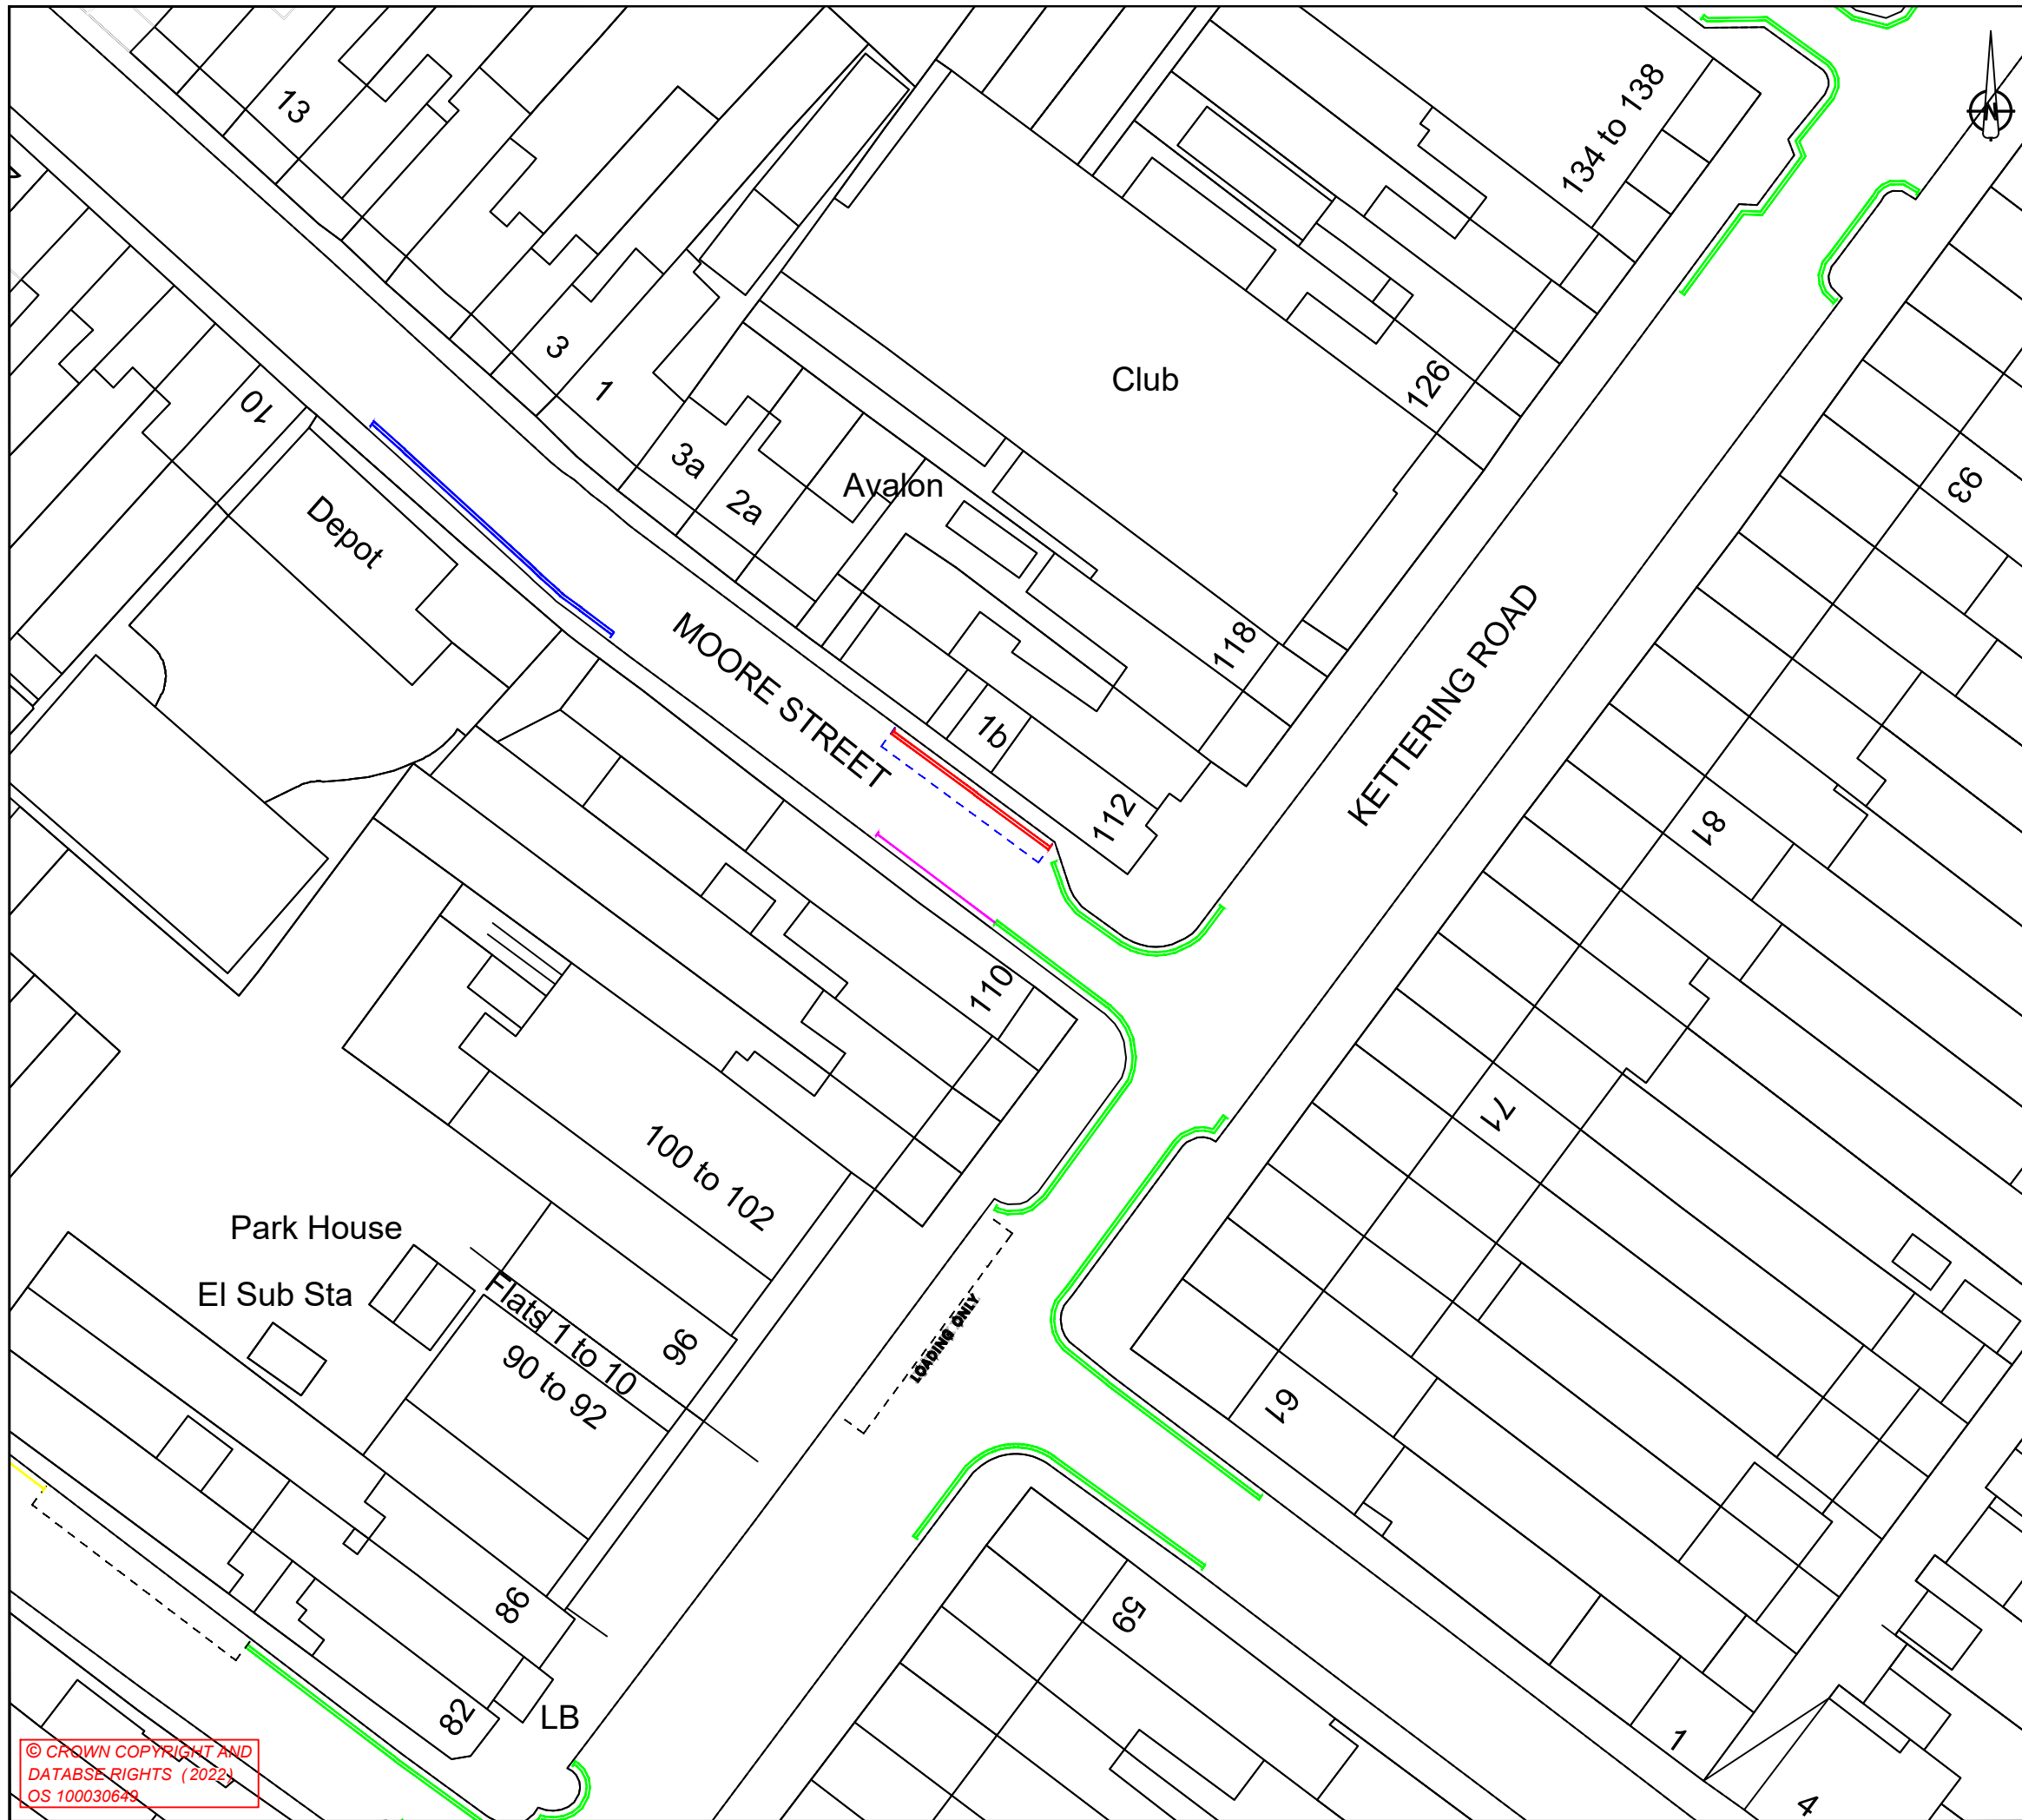 13
134 to 138
N
3
1
Club
126
10
3a
2a
Avalon
93
Depot
MOORE STREET
118
KETTERING ROAD
1b
112
81
110
71
100 to 102
Park House
El Sub Sta
Flats 1 to 10
96
90 to 92
LOADING ONLY
61
86
59
82
LB
1
4
© CROWN COPYRIGHT AND
DATABSE RIGHTS (2022)
OS 100030649